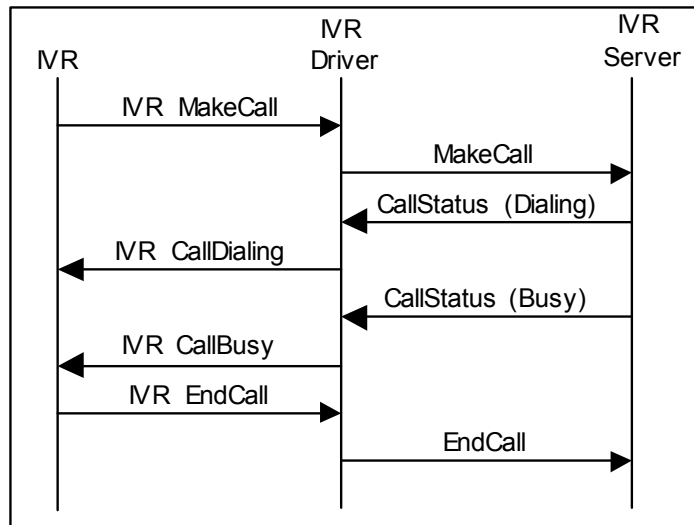 IVR
IVR
Driver
IVR
Server
IVR MakeCall
MakeCall
CallStatus (Dialing)
IVR CallDialing
CallStatus (Busy)
IVR CallBusy
IVR EndCall
EndCall